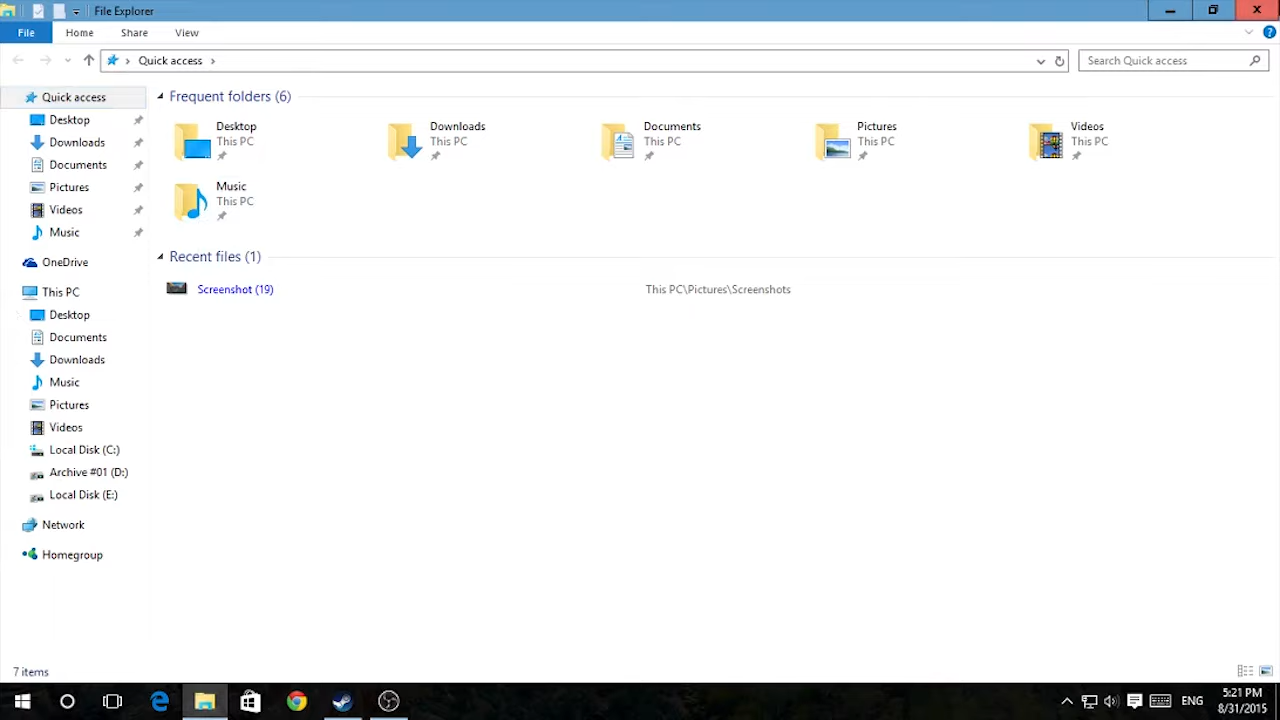 File Explorer
File
Home
Share
View
Quick access
Search Quick access
Quick access
Desktop
Downloads
Documents
Pictures
Videos
Music
OneDrive
This PC
Desktop
Documents
Downloads
Music
Pictures
Videos
Local Disk (C:)
Archive #01 (D:)
Local Disk (E:)
Network
Homegroup
Frequent folders (6)
Desktop
This PC
Downloads
This PC
Documents
This PC
Pictures
This PC
Videos
This PC
Music
This PC
Recent files (1)
Screenshot (19)
This PC\Pictures\Screenshots
7 items
ENG
5:21 PM
8/31/2015